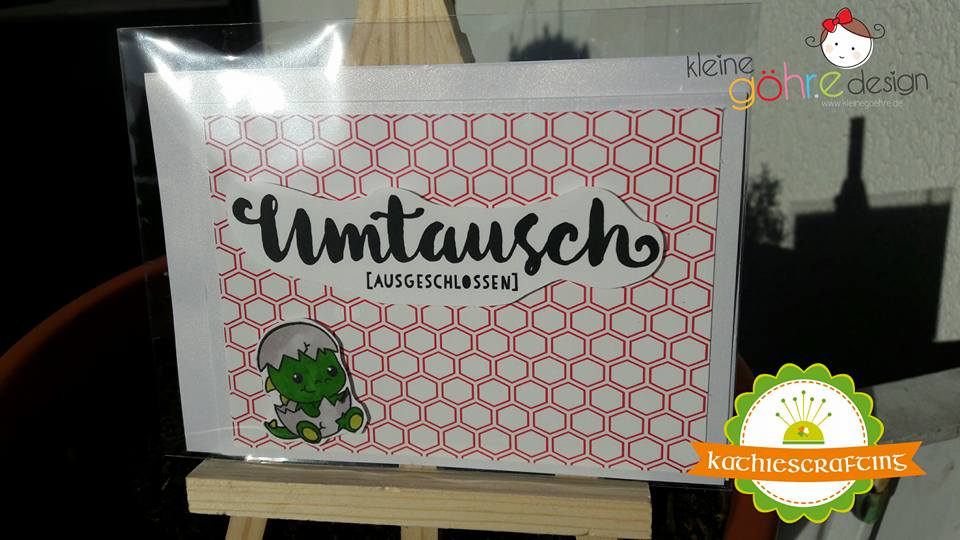 kleine
göhr.e design
www.kleinegoehre.de
Umtausch
[AUSGESCHLOSSEN]
KATHIESCRAFTING